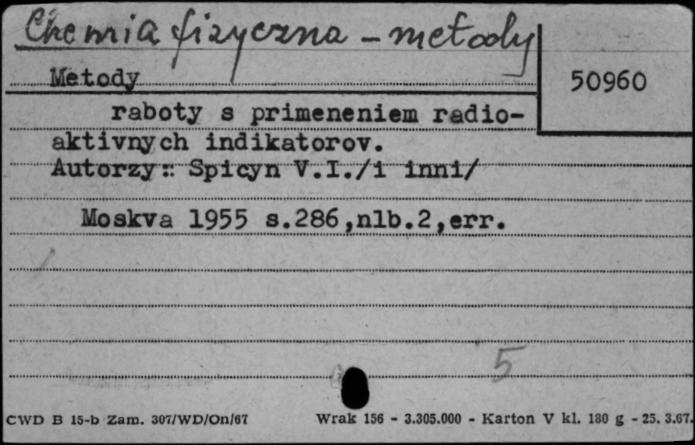 Chemia fizyczna - metody
50960
Metody
raboty s primeneniem radio-
aktivnych indikatorov.
Autorzy:: Spicyn V.I./i inni/
Moskva 1955 s.286,nlb.2,err.
5
CWD B 15-b Zam. 307/WD/On/67 Wrak 156 - 3.305.000 - Karton V kl. 180 g - 25. 3.67.